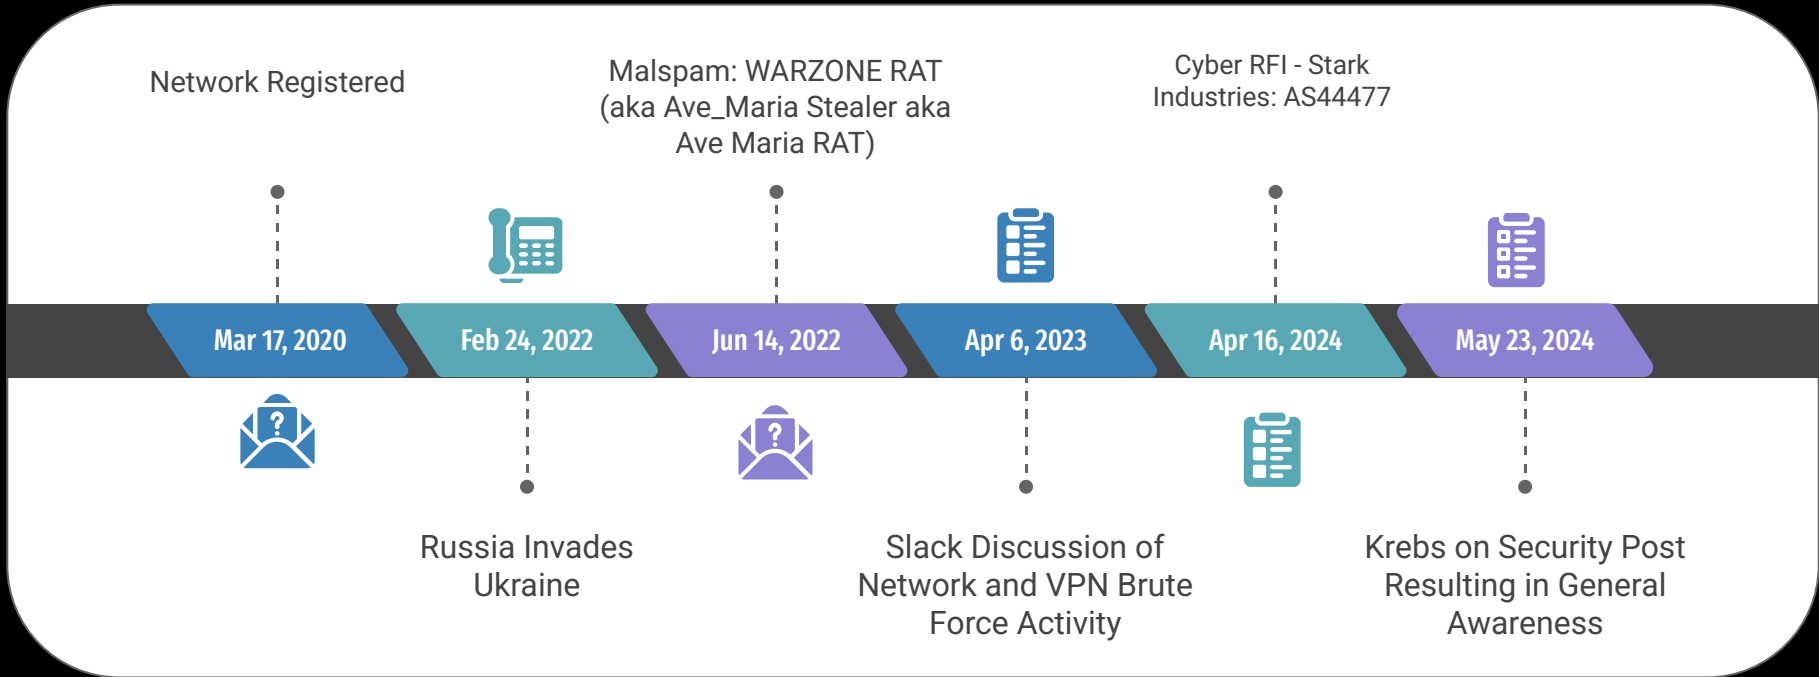 Network Registered
Malspam: WARZONE RAT
(aka Ave_Maria Stealer aka
Ave Maria RAT)
Cyber RFI - Stark
Industries: AS44477
Mar 17, 2020
Feb 24, 2022
Jun 14, 2022
Apr 6, 2023
Apr 16, 2024
May 23, 2024
?
?
Russia Invades
Ukraine
Slack Discussion of
Network and VPN Brute
Force Activity
Krebs on Security Post
Resulting in General
Awareness